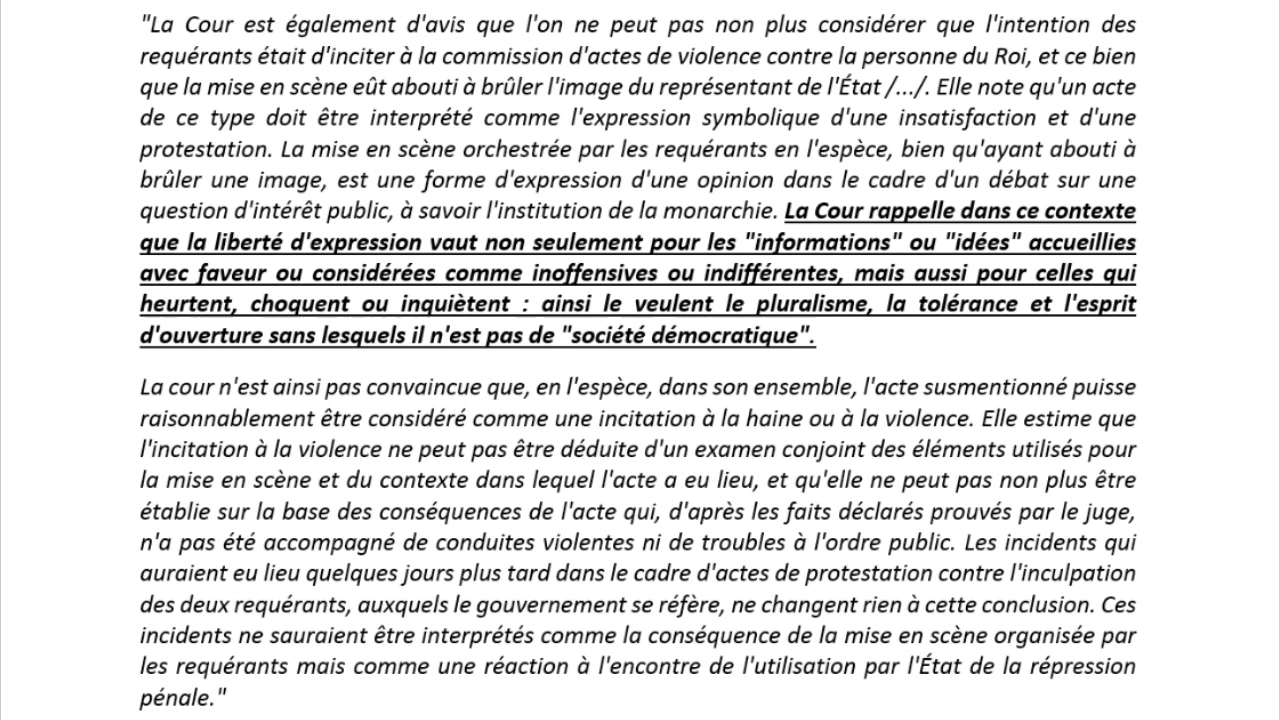 "La Cour est également d'avis que l'on ne peut pas non plus considérer que l'intention des
requérants était d'inciter à la commission d'actes de violence contre la personne du Roi, et ce bien
que la mise en scène eût abouti à brûler l'image du représentant de l'État /.../. Elle note qu'un acte
de ce type doit être interprété comme l'expression symbolique d'une insatisfaction et d'une
protestation. La mise en scène orchestrée par les requérants en l'espèce, bien qu'ayant abouti à
brûler une image, est une forme d'expression d'une opinion dans le cadre d'un débat sur une
question d'intérêt public, à savoir l'institution de la monarchie. La Cour rappelle dans ce contexte
que la liberté d'expression vaut non seulement pour les "informations" ou "idées" accueillies
avec faveur ou considérées comme inoffensives ou indifférentes, mais aussi pour celles qui
heurtent, choquent ou inquiètent : ainsi le veulent le pluralisme, la tolérance et l'esprit
d'ouverture sans lesquels il n'est pas de "société démocratique".
La cour n'est ainsi pas convaincue que, en l'espèce, dans son ensemble, l'acte susmentionné puisse
raisonnablement être considéré comme une incitation à la haine ou à la violence. Elle estime que
l'incitation à la violence ne peut pas être déduite d'un examen conjoint des éléments utilisés pour
la mise en scène et du contexte dans lequel l'acte a eu lieu, et qu'elle ne peut pas non plus être
établie sur la base des conséquences de l'acte qui, d'après les faits déclarés prouvés par le juge,
n'a pas été accompagné de conduites violentes ni de troubles à l'ordre public. Les incidents qui
auraient eu lieu quelques jours plus tard dans le cadre d'actes de protestation contre l'inculpation
des deux requérants, auxquels le gouvernement se réfère, ne changent rien à cette conclusion. Ces
incidents ne sauraient être interprétés comme la conséquence de la mise en scène organisée par
les requérants mais comme une réaction à l'encontre de l'utilisation par l'État de la répression
pénale."